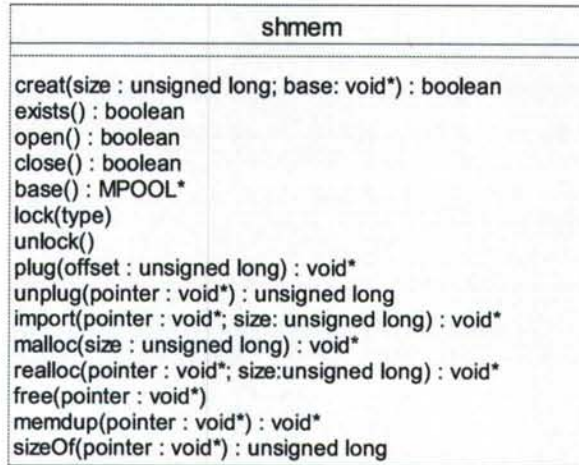 shmem
creat(size : unsigned long; base: void*) : boolean
exists() : boolean
open() : boolean
close() : boolean
base() : MPOOL*
lock(type)
unlock()
plug(offset : unsigned long) : void*
unplug(pointer : void*) : unsigned long
import(pointer : void*; size: unsigned long) : void*
malloc(size : unsigned long) : void*
realloc(pointer : void*; size:unsigned long) : void*
free(pointer : void*)
memdup(pointer : void*) : void*
sizeOf(pointer : void*) : unsigned long